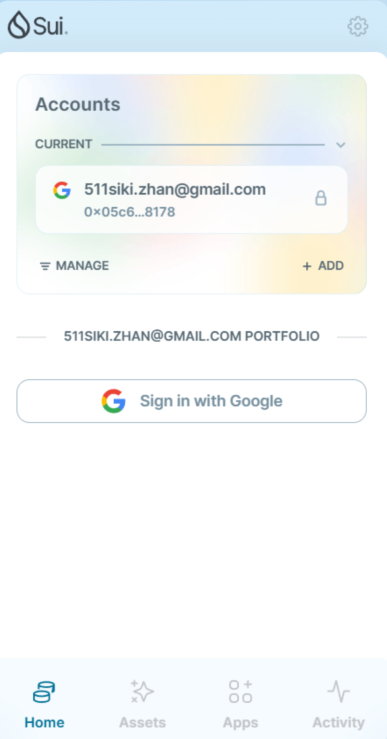 Sui.
Accounts
CURRENT
511siki.zhan@gmail.com
0×05c6...8178
MANAGE
+ ADD
511SIKI.ZHAN@GMAIL.COM PORTFOLIO
Sign in with Google
Home
Assets
Apps
Activity